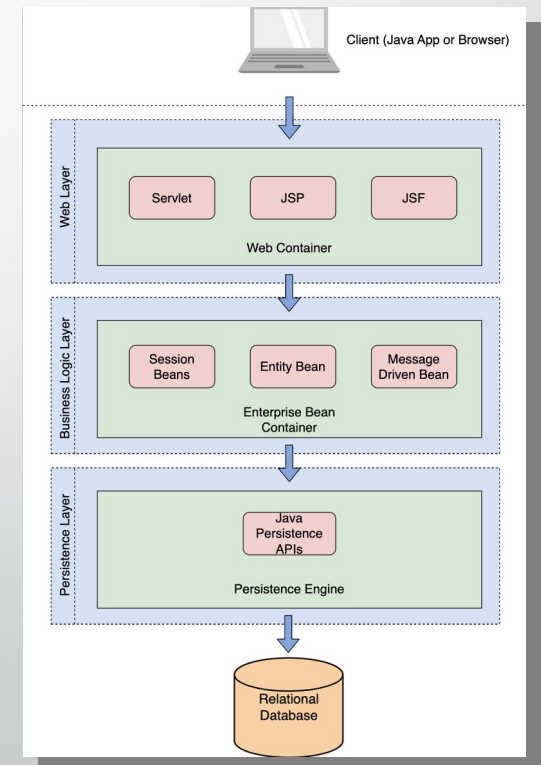 Client (Java App or Browser)
Web Layer
Servlet
JSP
JSF
Web Container
Business Logic Layer
Session
Beans
Entity Bean
Message
Driven Bean
Enterprise Bean
Container
Persistence Layer
Java
Persistence
APIs
Persistence Engine
Relational
Database